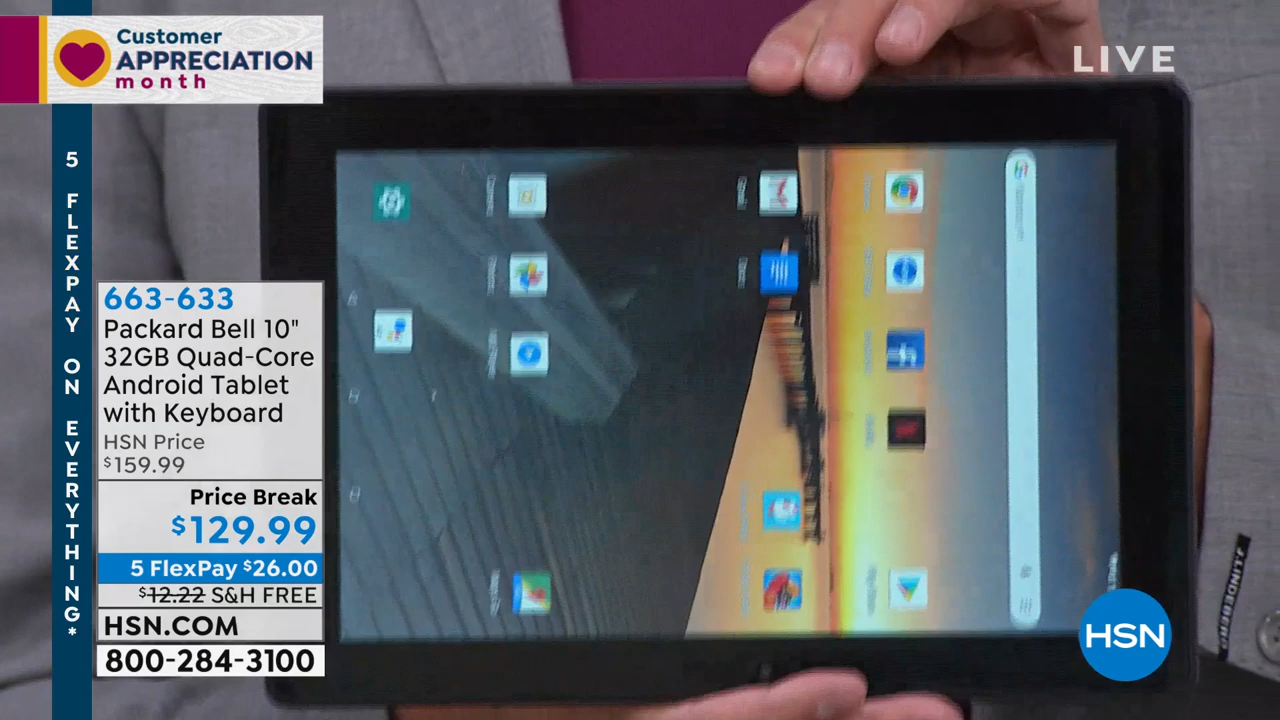 Customer
APPRECIATION
month
LIVE
5 FLEXPAY ON EVERYTHING*
663-633
Packard Bell 10"
32GB Quad-Core
Android Tablet
with Keyboard
HSN Price
$159.99
Price Break
$129.99
5 FlexPay $26.00
$12.22 S&H FREE
HSN.COM
800-284-3100
HSN
J.LINDEBERG